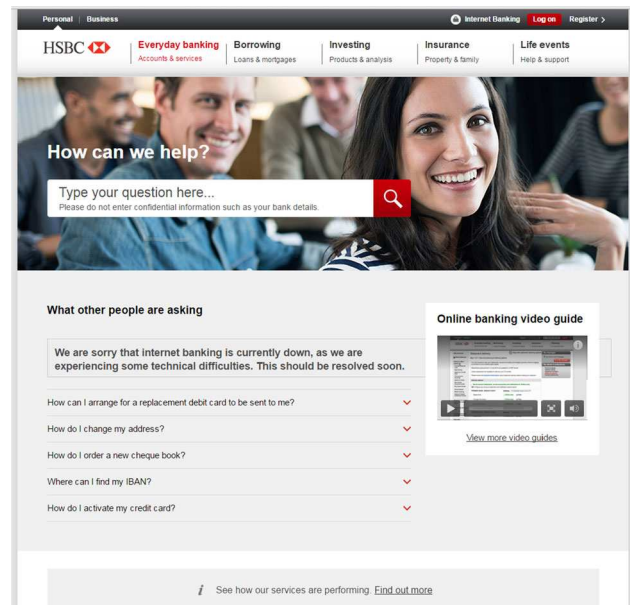 Personal | Business
Internet Banking Log on Register
HSBC
Everyday banking Borrowing Investing Insurance Life events
Accounts & services Loans & mortgages Products & analysis Property & family Help & support
How can we help?
Type your question here...
Please do not enter confidential information such as your bank details.
What other people are asking
Online banking video guide
We are sorry that internet banking is currently down, as we are
experiencing some technical difficulties. This should be resolved soon.
How can I arrange for a replacement debit card to be sent to me?
How do I change my address?
View more video guides
How do I order a new cheque book?
Where can I find my IBAN?
How do I activate my credit card?
i See how our services are performing. Find out more